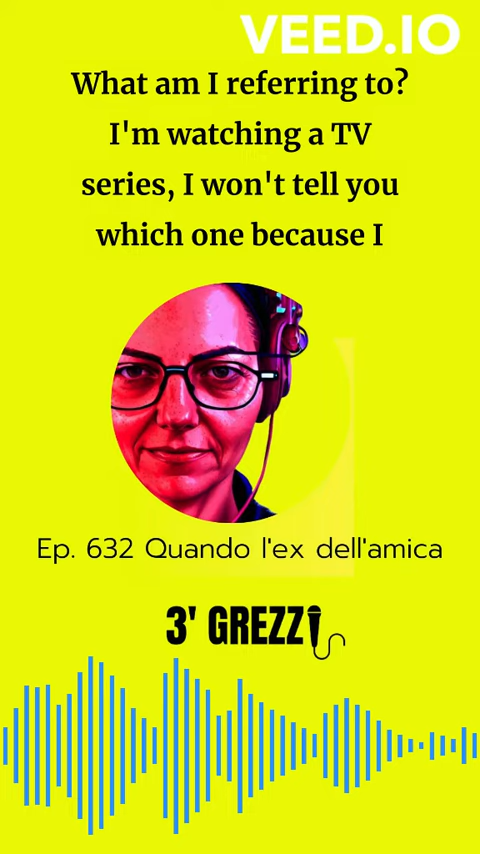 VEED.IO
What am I referring to?
I'm watching a TV
series, I won't tell you
which one because I
Ep. 632 Quando l'ex dell'amica
3' GREZZI